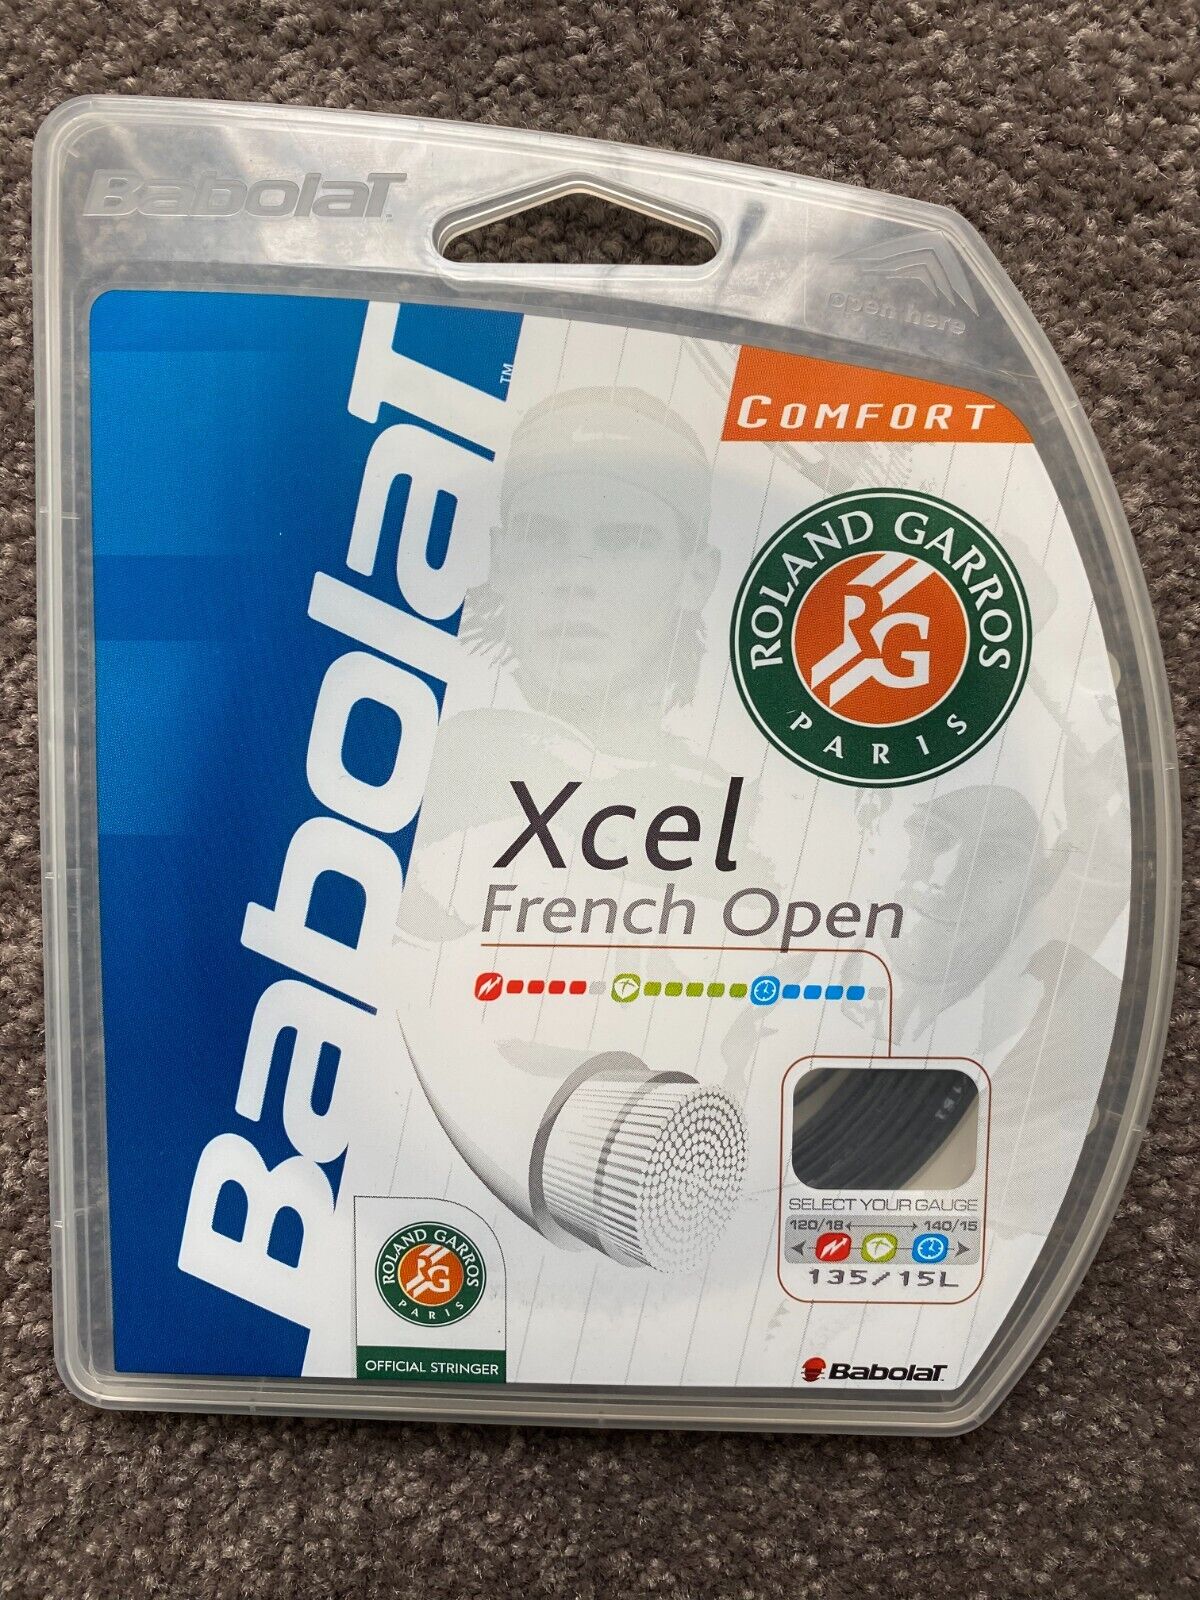 BabolaT
open here
BabolaT™
COMFORT
ROLAND GARROS
RG
PARIS
Xcel
French Open
SELECT YOUR GAUGE
120/18 140/15
135/15L
ROLAND GARROS
RG
PARIS
OFFICIAL STRINGER
BabolaT